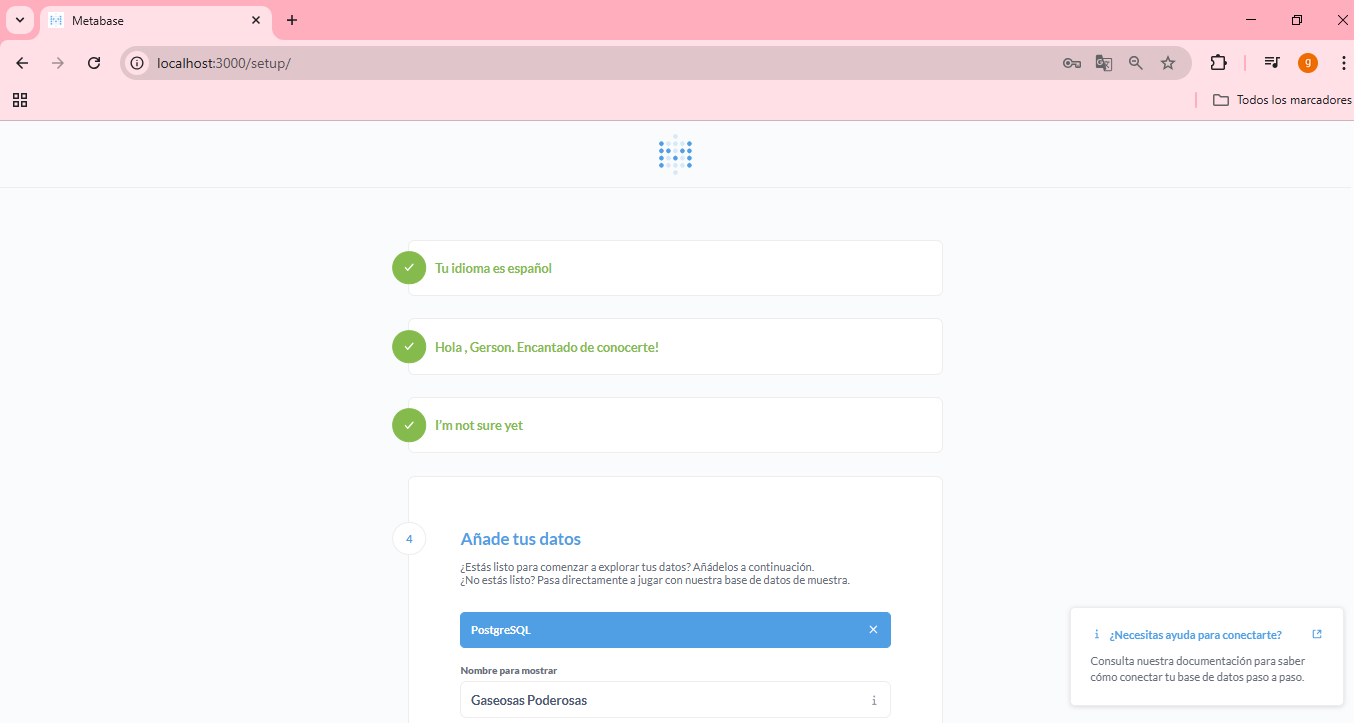 Metabase
localhost:3000/setup/
g
Todos los marcadores
Tu idioma es español
Hola , Gerson. Encantado de conocerte!
I'm not sure yet
4
Añade tus datos
¿Estás listo para comenzar a explorar tus datos? Añádelos a continuación.
¿No estás listo? Pasa directamente a jugar con nuestra base de datos de muestra.
PostgreSQL
Nombre para mostrar
Gaseosas Poderosas
¿Necesitas ayuda para conectarte?
Consulta nuestra documentación para saber
cómo conectar tu base de datos paso a paso.